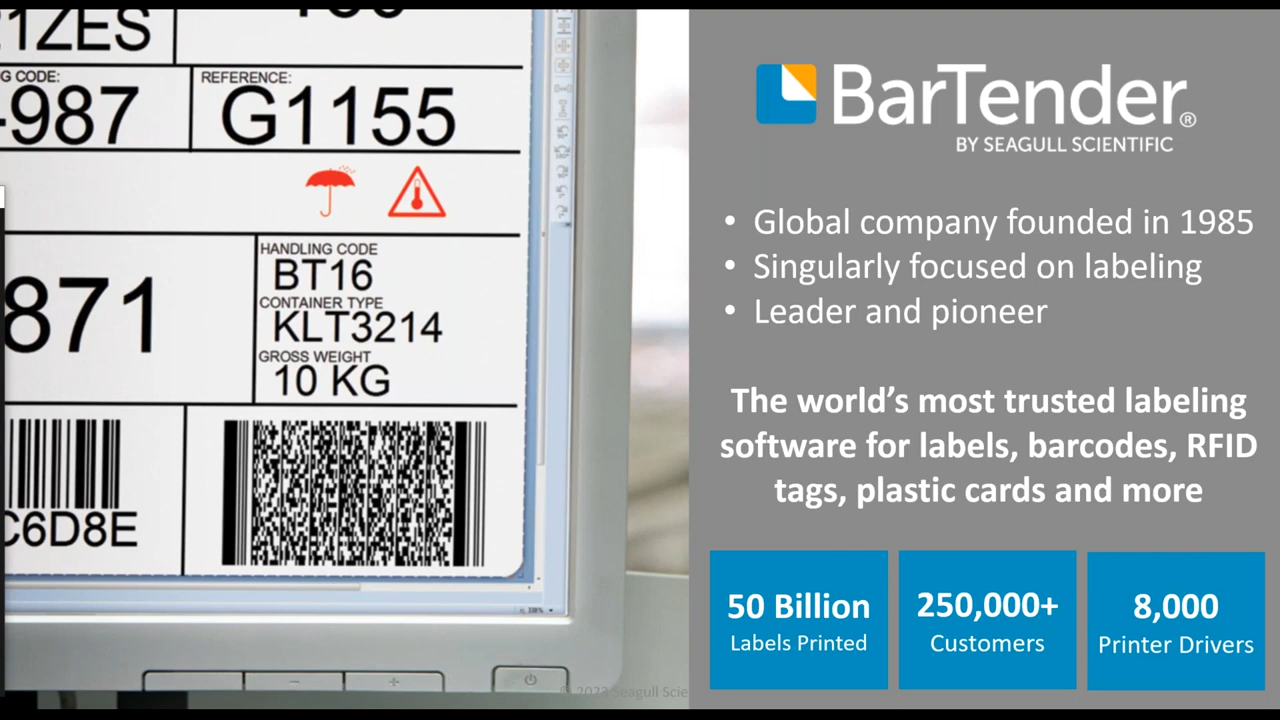 1ZES
G CODE:
-987
REFERENCE:
G1155
871
HANDLING CODE
BT16
CONTAINER TYPE
KLT3214
GROSS WEIGHT
10 KG
C6D8E
BarTender®
BY SEAGULL SCIENTIFIC
• Global company founded in 1985
• Singularly focused on labeling
• Leader and pioneer
The world's most trusted labeling
software for labels, barcodes, RFID
tags, plastic cards and more
50 Billion
Labels Printed
250,000+
Customers
8,000
Printer Drivers
Seagull Scie